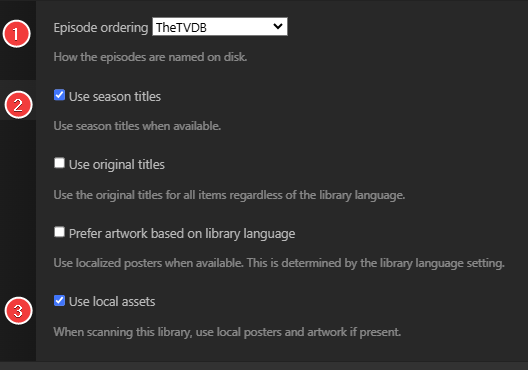 1
Episode ordering TheTVDB
How the episodes are named on disk.
2
Use season titles
Use season titles when available.
Use original titles
Use the original titles for all items regardless of the library language.
Prefer artwork based on library language
Use localized posters when available. This is determined by the library language setting.
3
Use local assets
When scanning this library, use local posters and artwork if present.